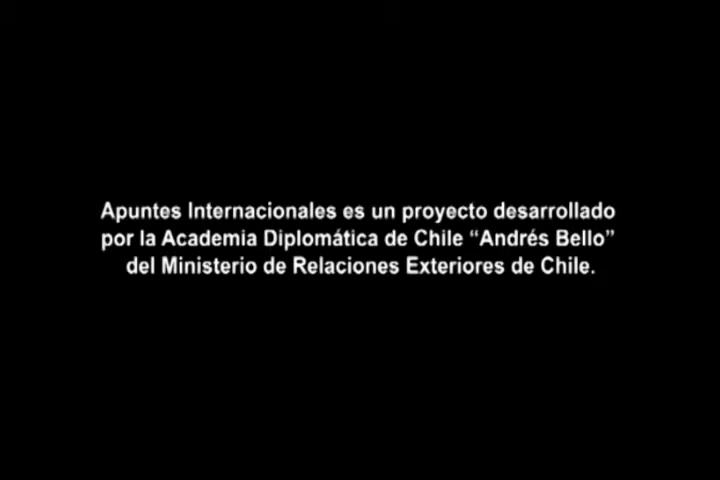 Apuntes Internacionales es un proyecto desarrollado
por la Academia Diplomática de Chile “Andrés Bello”
del Ministerio de Relaciones Exteriores de Chile.